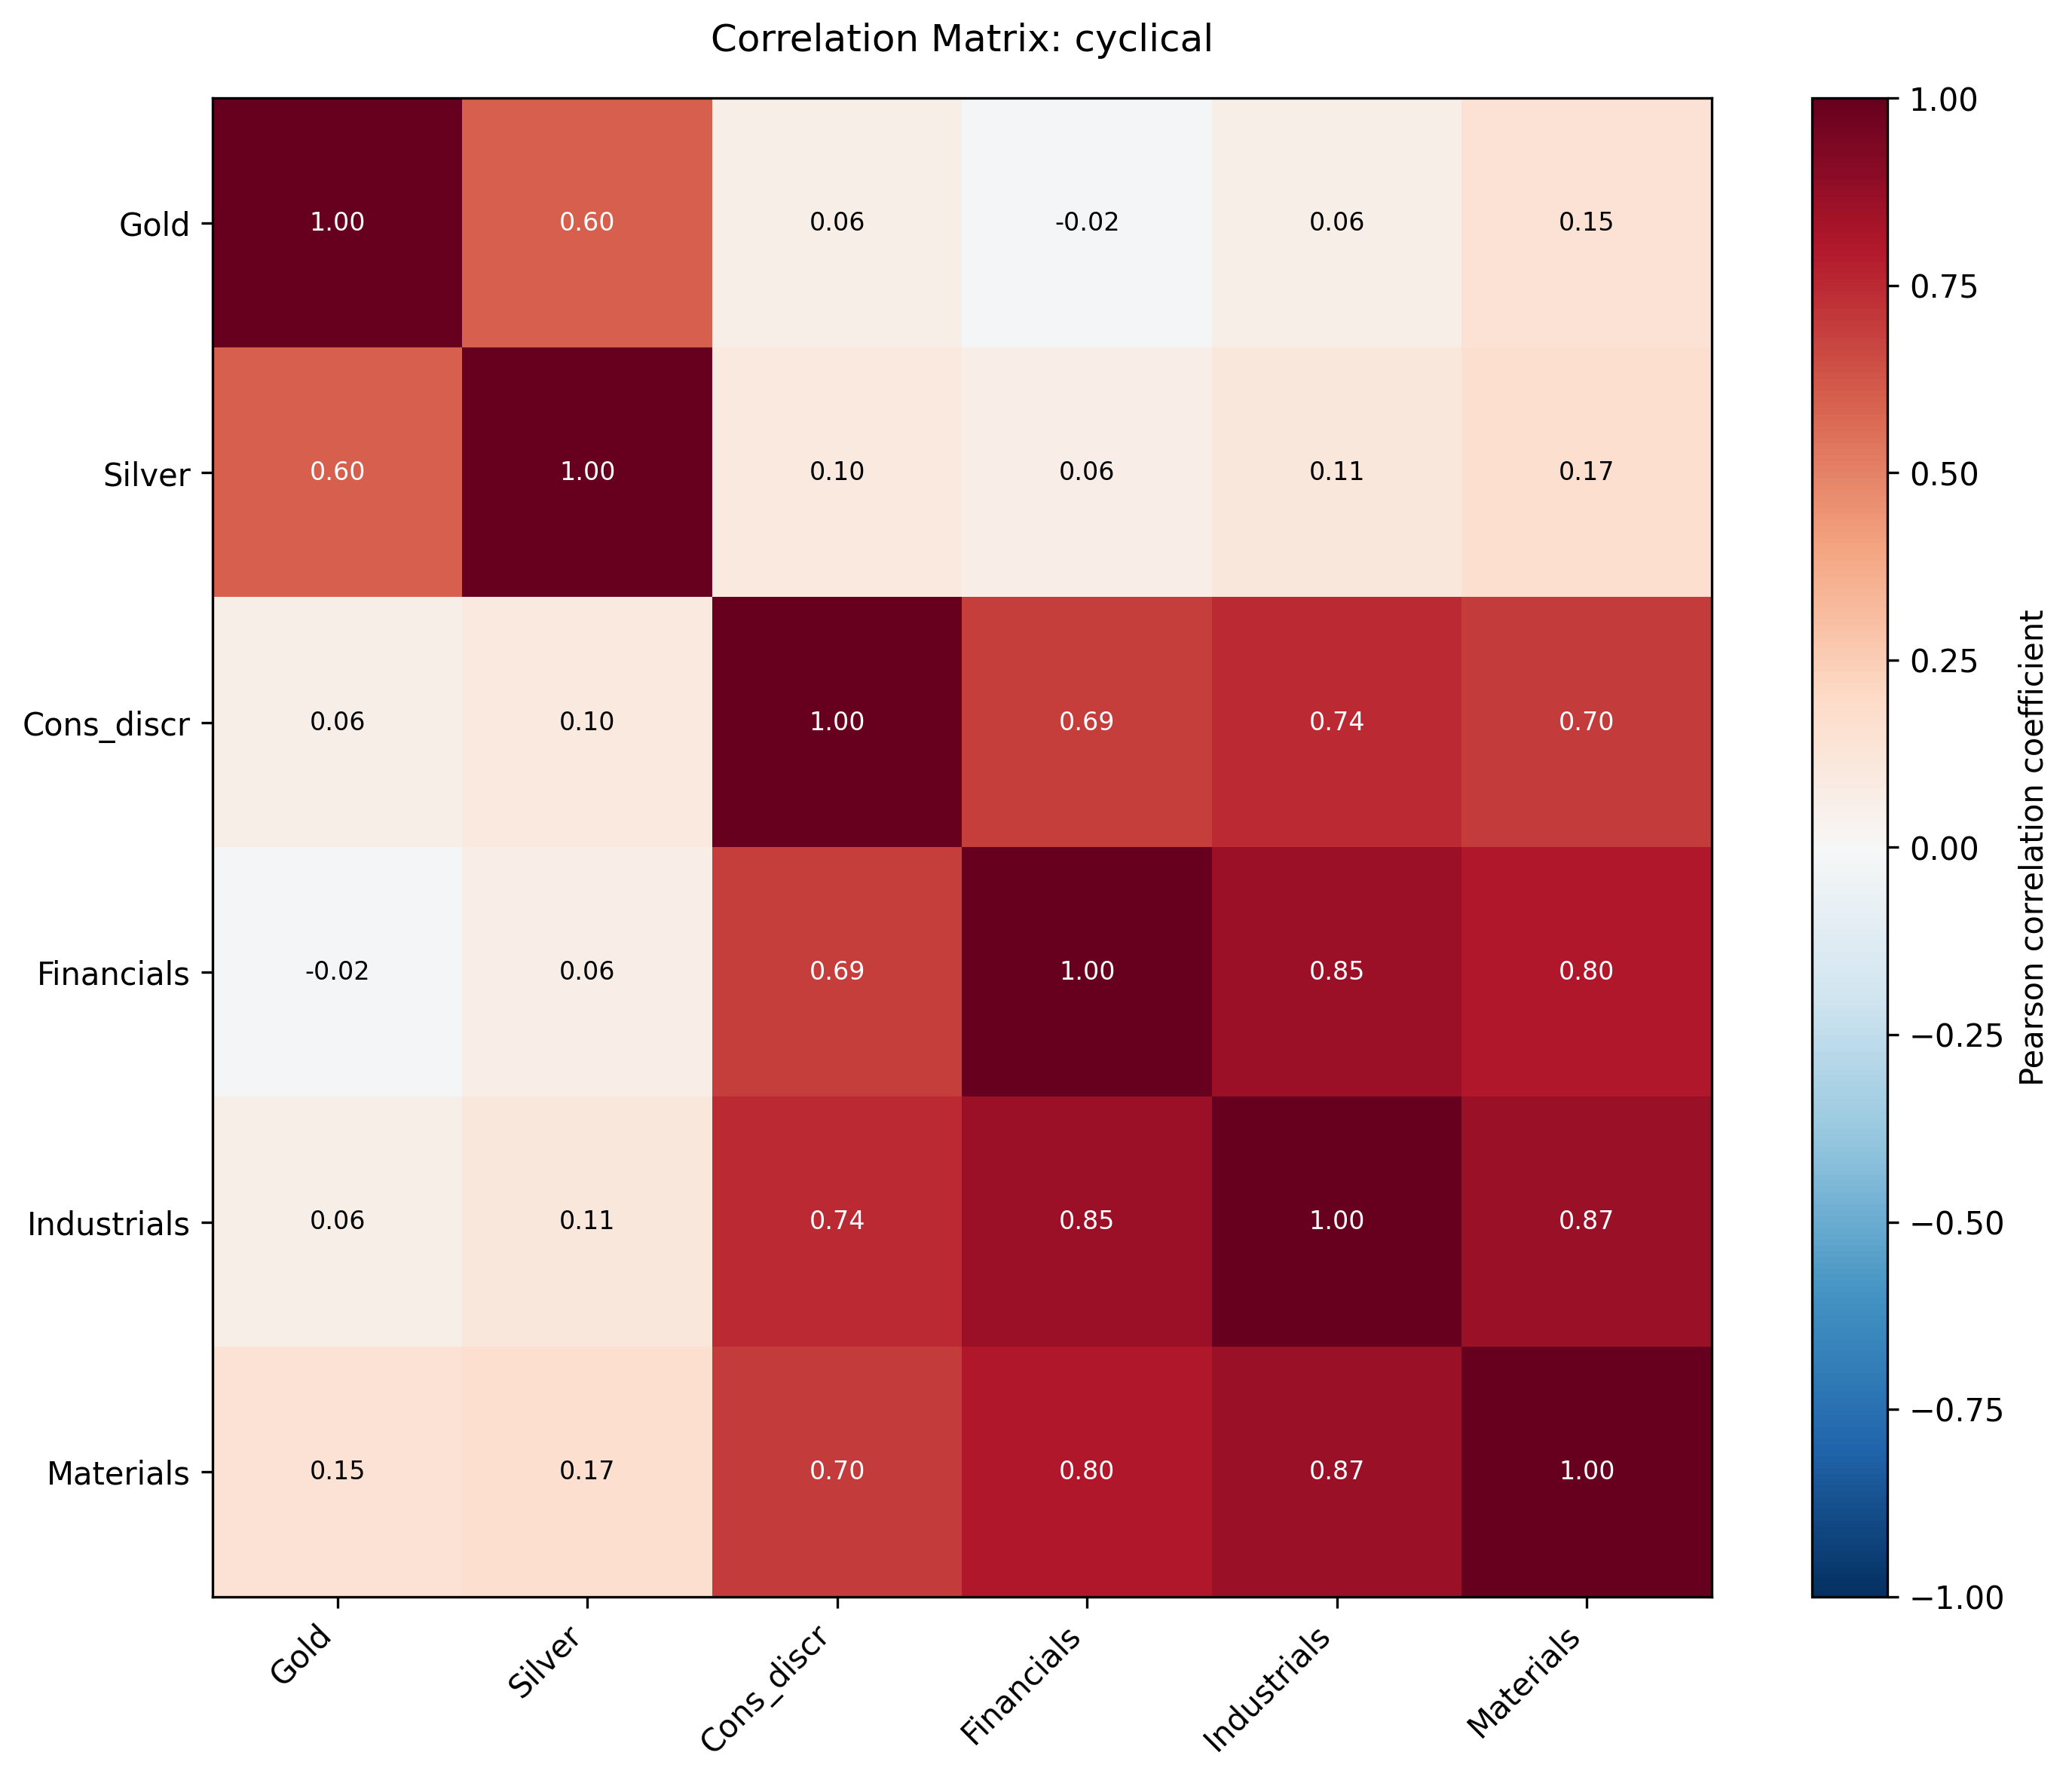 Correlation Matrix: cyclical
Gold 1.00 0.60 0.06 -0.02 0.06 0.15
Silver 0.60 1.00 0.10 0.06 0.11 0.17
Cons_discr 0.06 0.10 1.00 0.69 0.74 0.70
Financials -0.02 0.06 0.69 1.00 0.85 0.80
Industrials 0.06 0.11 0.74 0.85 1.00 0.87
Materials 0.15 0.17 0.70 0.80 0.87 1.00
Gold Silver Cons_discr Financials Industrials Materials
1.00
0.75
0.50
0.25
0.00
−0.25
−0.50
−0.75
−1.00
Pearson correlation coefficient